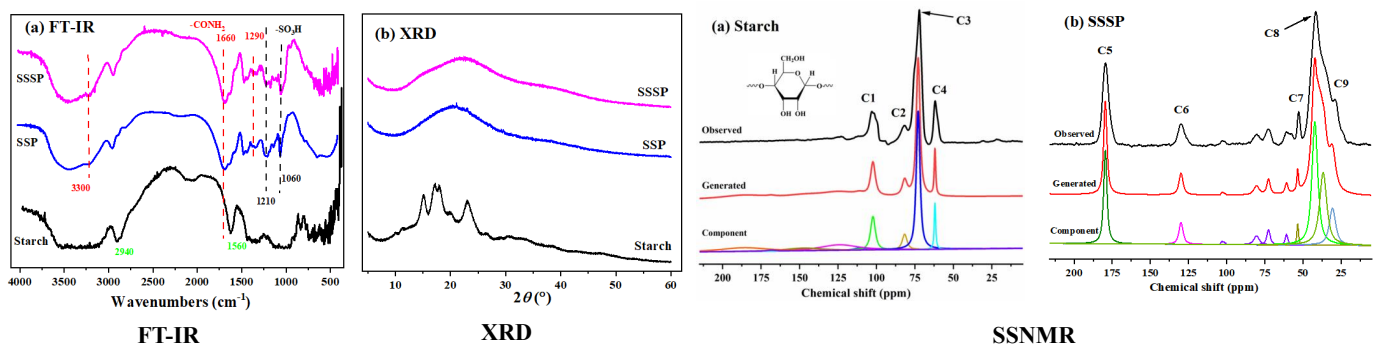 (a) FT-IR
-CONH2
1660
1290
-SO3H
SSSP
SSP
3300
1210
1060
Starch
2940
1560
4000 3500 3000 2500 2000 1500 1000 500
Wavenumbers (cm⁻¹)
FT-IR
(b) XRD
SSSP
SSP
Starch
10 20 30 40 50 60
2θ (°)
XRD
(a) Starch
C3
CH2OH
O
H
H
O
O
OH OH
C1
C2
C4
Observed
Generated
Component
200 175 150 125 100 75 50 25
Chemical shift (ppm)
(b) SSSP
C8
C5
C9
C6
C7
Observed
Generated
Component
200 175 150 125 100 75 50 25
Chemical shift (ppm)
SSNMR